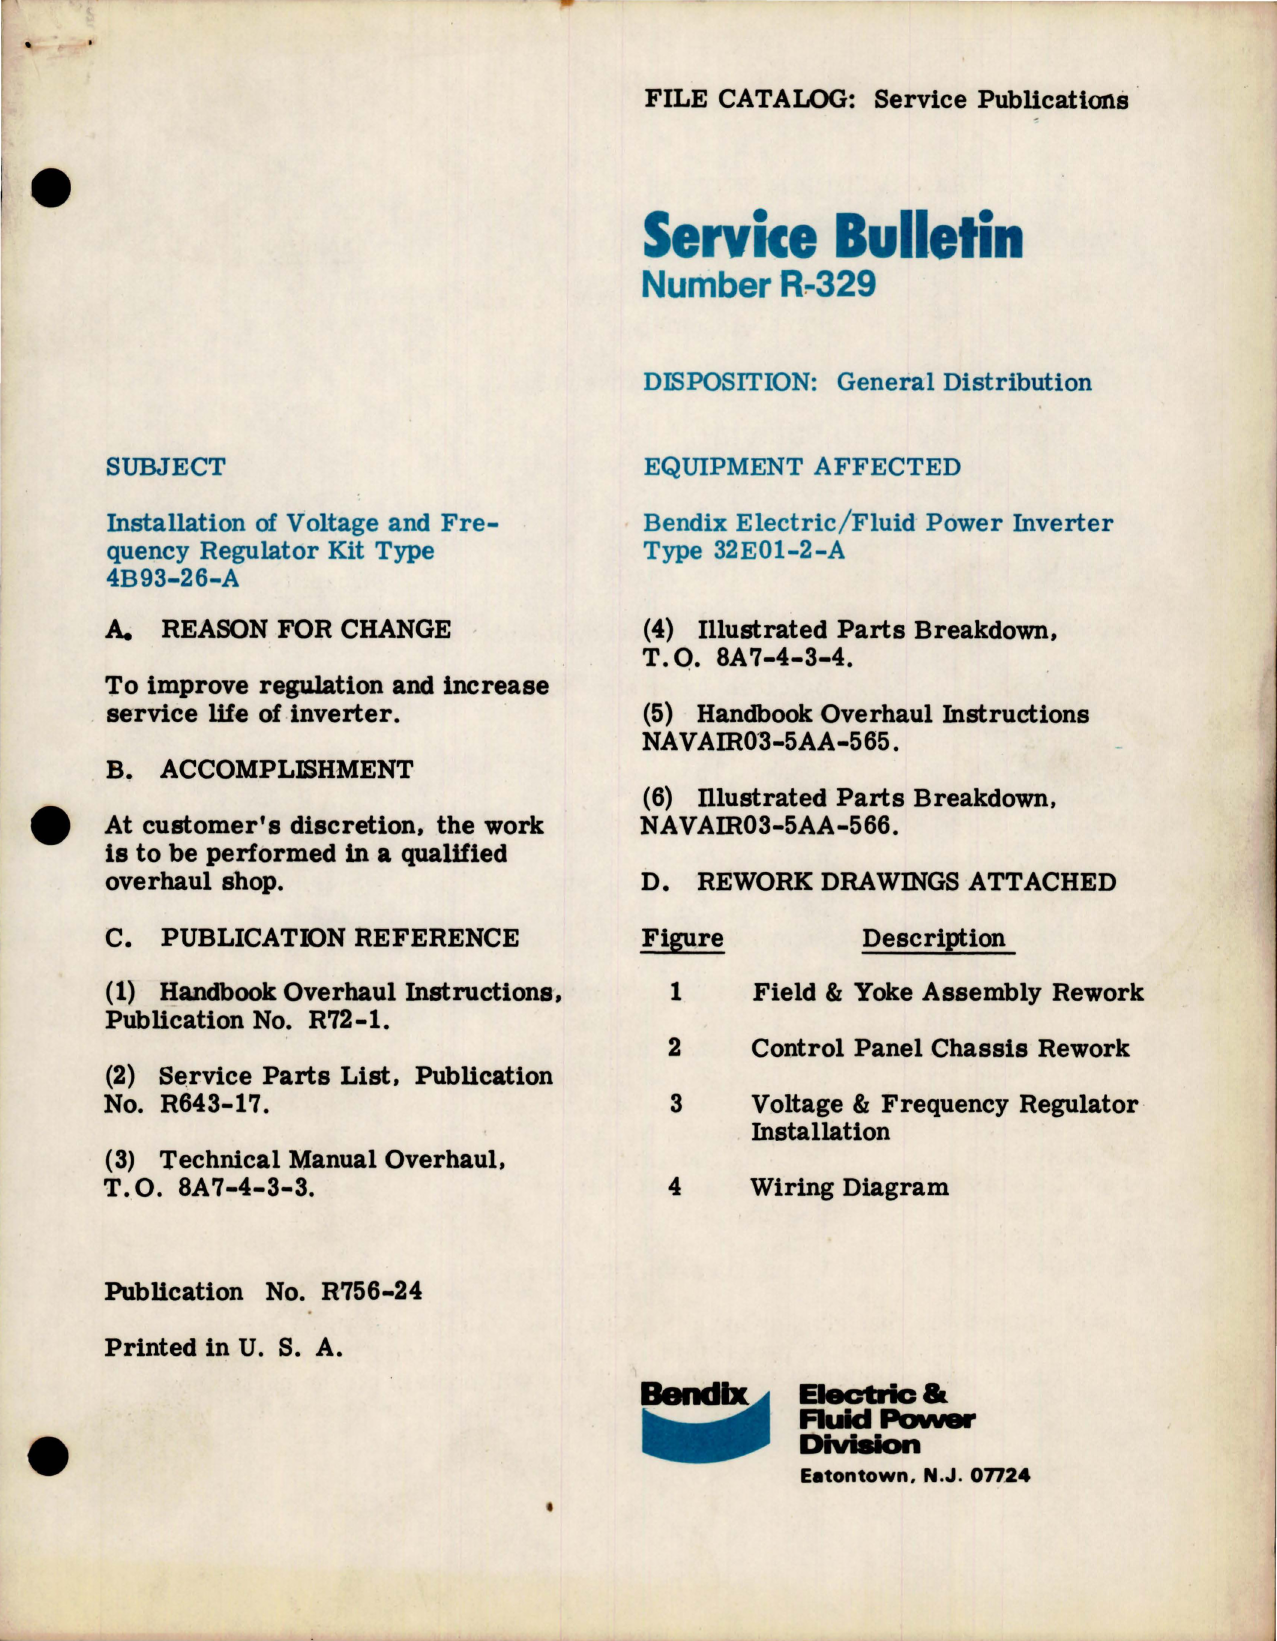 FILE CATALOG: Service Publications
Service Bulletin
Number R-329
DISPOSITION: General Distribution
SUBJECT
Installation of Voltage and Fre-
quency Regulator Kit Type
4B93-26-A
EQUIPMENT AFFECTED
Bendix Electric/Fluid Power Inverter
Type 32E01-2-A
A. REASON FOR CHANGE
To improve regulation and increase
service life of inverter.
B. ACCOMPLISHMENT
At customer's discretion, the work
is to be performed in a qualified
overhaul shop.
C. PUBLICATION REFERENCE
(1) Handbook Overhaul Instructions,
Publication No. R72-1.
(2) Service Parts List, Publication
No. R643-17.
(3) Technical Manual Overhaul,
T.O. 8A7-4-3-3.
(4) Illustrated Parts Breakdown,
T.O. 8A7-4-3-4.
(5) Handbook Overhaul Instructions
NAVAIR03-5AA-565.
(6) Illustrated Parts Breakdown,
NAVAIR03-5AA-566.
D. REWORK DRAWINGS ATTACHED
Figure Description
1 Field & Yoke Assembly Rework
2 Control Panel Chassis Rework
3 Voltage & Frequency Regulator
Installation
4 Wiring Diagram
Publication No. R756-24
Printed in U. S. A.
Bendix
Electric &
Fluid Power
Division
Eatontown, N.J. 07724